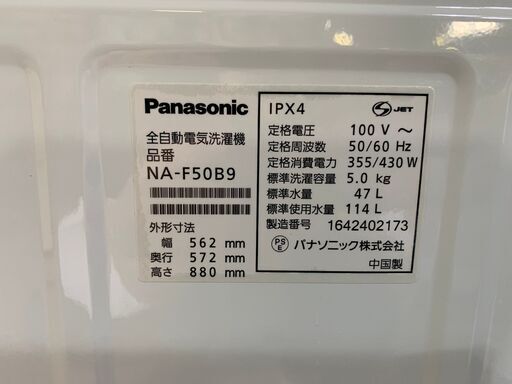 Panasonic
全自動電気洗濯機
品番
NA-F50B9
外形寸法
幅 562 mm
奥行 572 mm
高さ 880 mm
IPX4
S JET
定格電圧 100 V ～
定格周波数 50/60 Hz
定格消費電力 355/430 W
標準洗濯容量 5.0 kg
標準水量 47 L
標準使用水量 114 L
製造番号 1642402173
PS E パナソニック株式会社
中国製